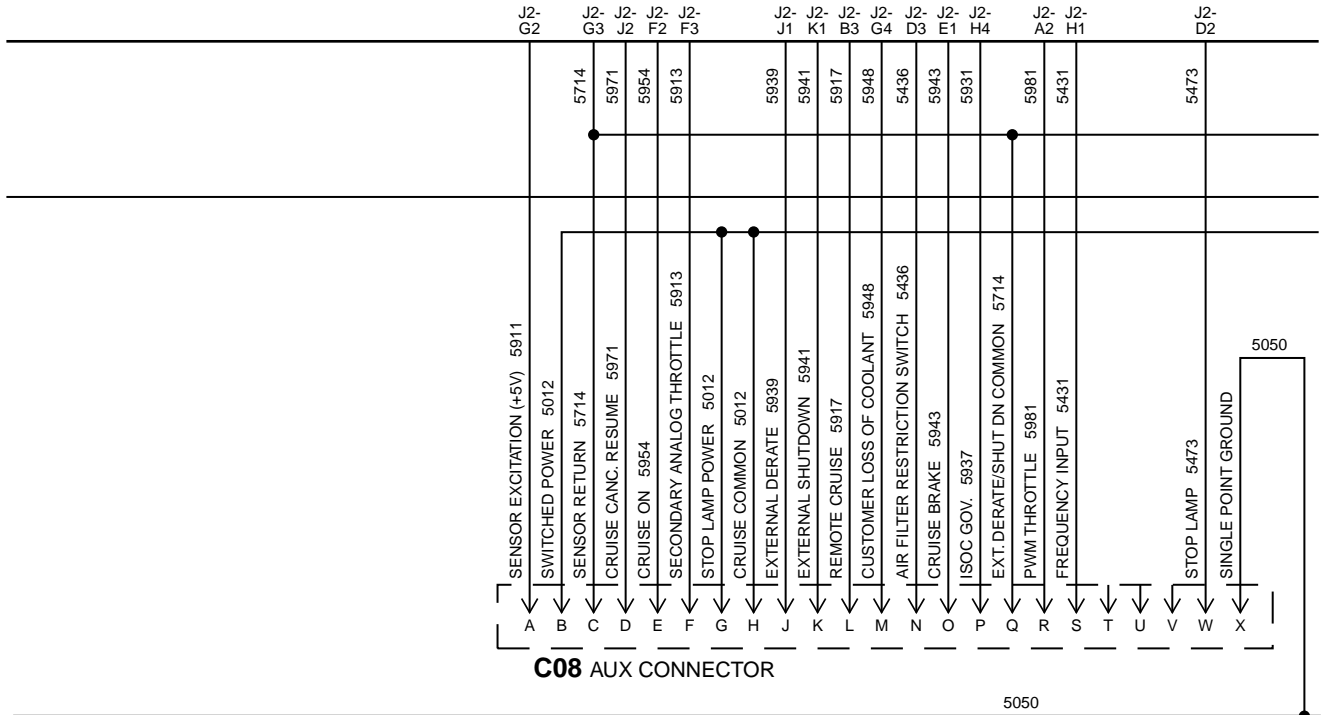 J2-
G2
J2-
G3
J2-
J2
J2-
F2
J2-
F3
J2-
J1
J2-
K1
J2-
B3
J2-
G4
J2-
D3
J2-
E1
J2-
H4
J2-
A2
J2-
H1
J2-
D2
5714
5971
5954
5913
5939
5941
5917
5948
5436
5943
5931
5981
5431
5473
SENSOR EXCITATION (+5V) 5911
SWITCHED POWER 5012
SENSOR RETURN 5714
CRUISE CANC. RESUME 5971
CRUISE ON 5954
SECONDARY ANALOG THROTTLE 5913
STOP LAMP POWER 5012
CRUISE COMMON 5012
EXTERNAL DERATE 5939
EXTERNAL SHUTDOWN 5941
REMOTE CRUISE 5917
CUSTOMER LOSS OF COOLANT 5948
AIR FILTER RESTRICTION SWITCH 5436
CRUISE BRAKE 5943
ISOC GOV. 5937
EXT. DERATE/SHUT DN COMMON 5714
PWM THROTTLE 5981
FREQUENCY INPUT 5431
STOP LAMP 5473
SINGLE POINT GROUND
5050
A B C D E F G H J K L M N O P Q R S T U V W X
C08 AUX CONNECTOR
5050